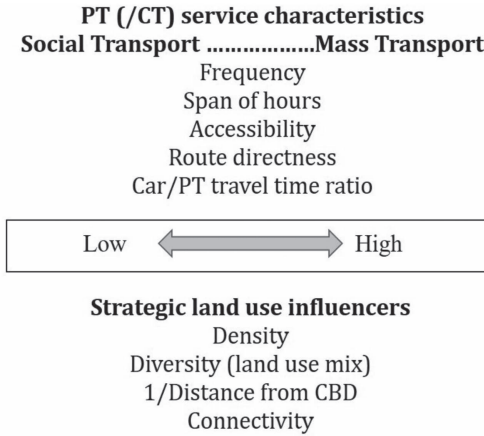 PT (/CT) service characteristics
Social Transport ..................Mass Transport
Frequency
Span of hours
Accessibility
Route directness
Car/PT travel time ratio
Low High
Strategic land use influencers
Density
Diversity (land use mix)
1/Distance from CBD
Connectivity